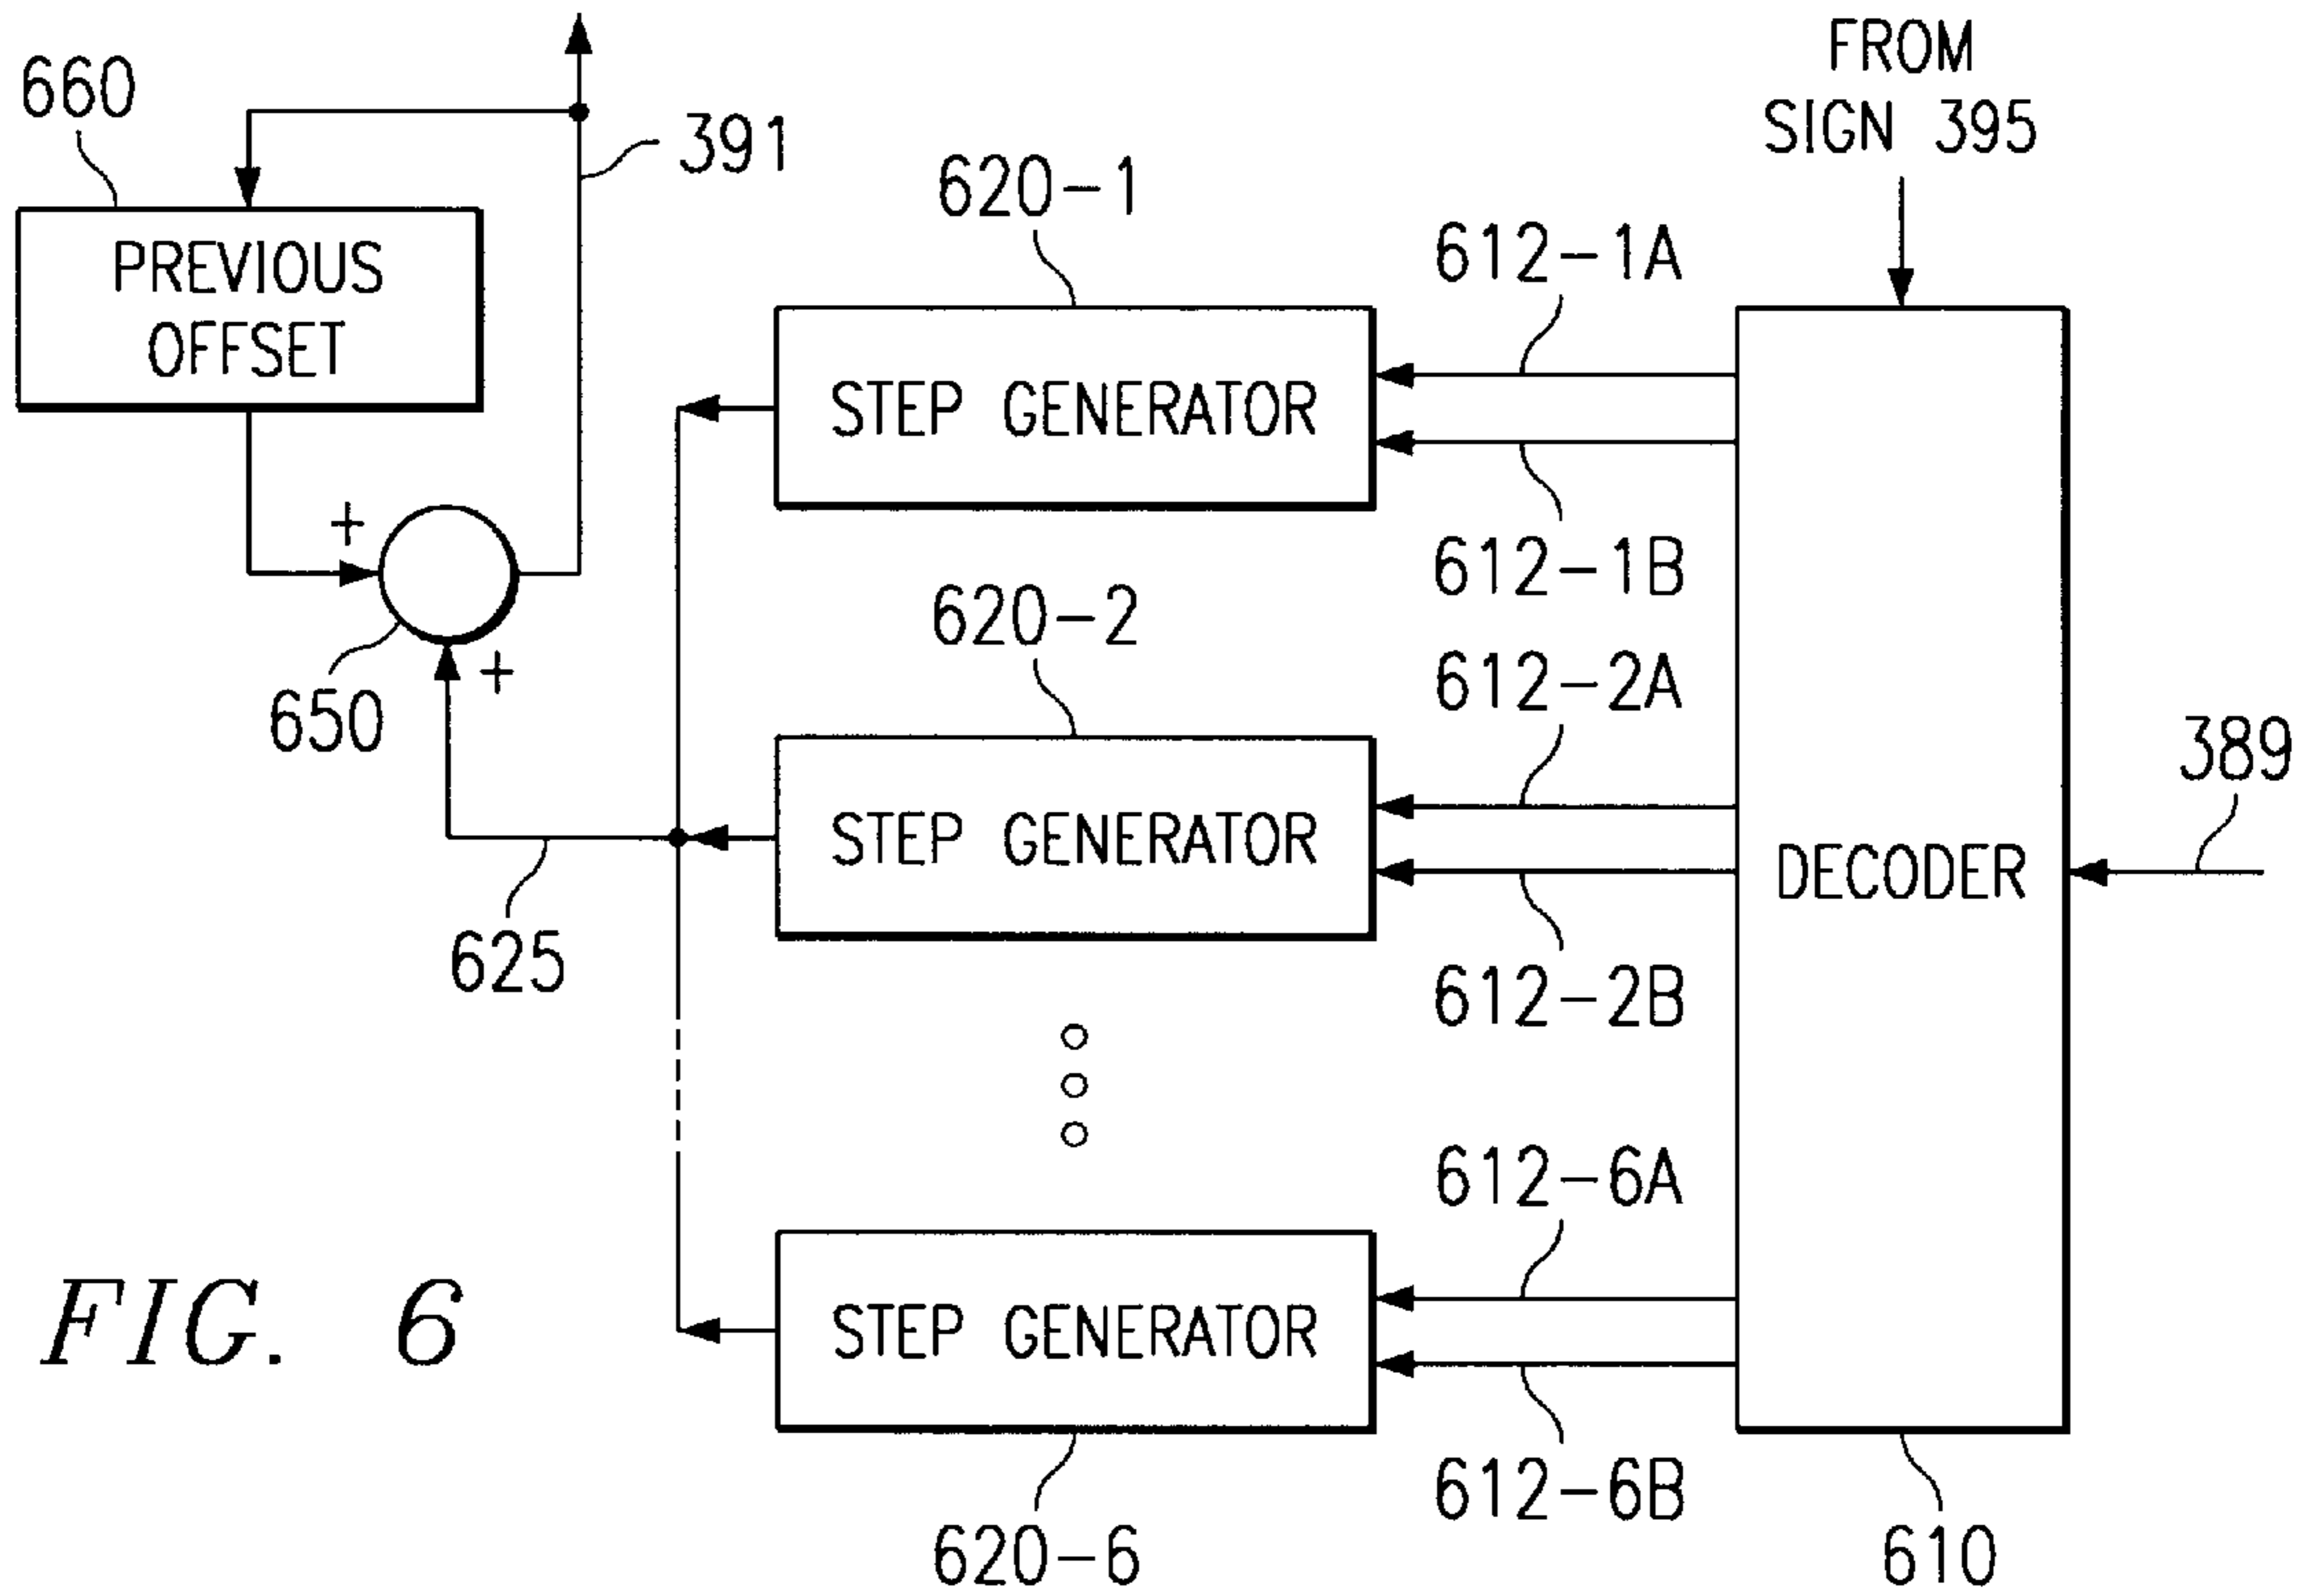 660
391
FROM
SIGN 395
PREVIOUS
OFFSET
620-1
612-1A
STEP GENERATOR
612-1B
+
650
+
620-2
612-2A
389
STEP GENERATOR
DECODER
625
612-2B
612-6A
STEP GENERATOR
612-6B
620-6
610
FIG. 6